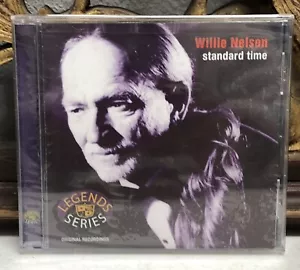 Willie Nelson
standard time
LEGENDS
SERIES
ORIGINAL RECORDINGS